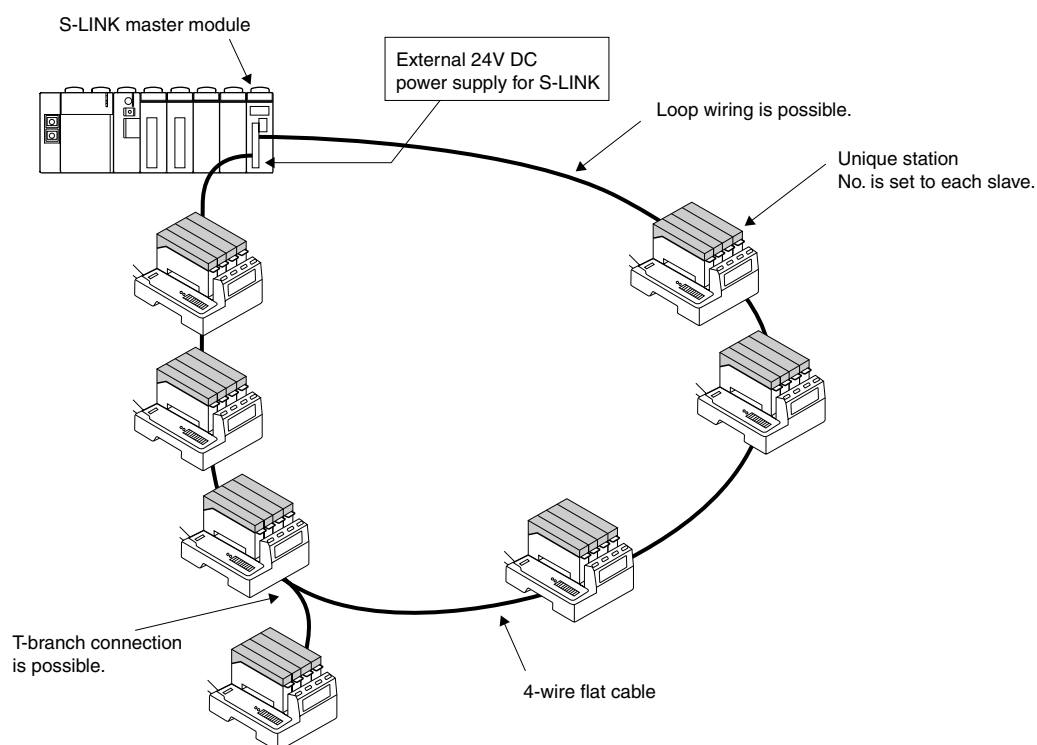 S-LINK master module
External 24V DC
power supply for S-LINK
Loop wiring is possible.
Unique station
No. is set to each slave.
T-branch connection
is possible.
4-wire flat cable